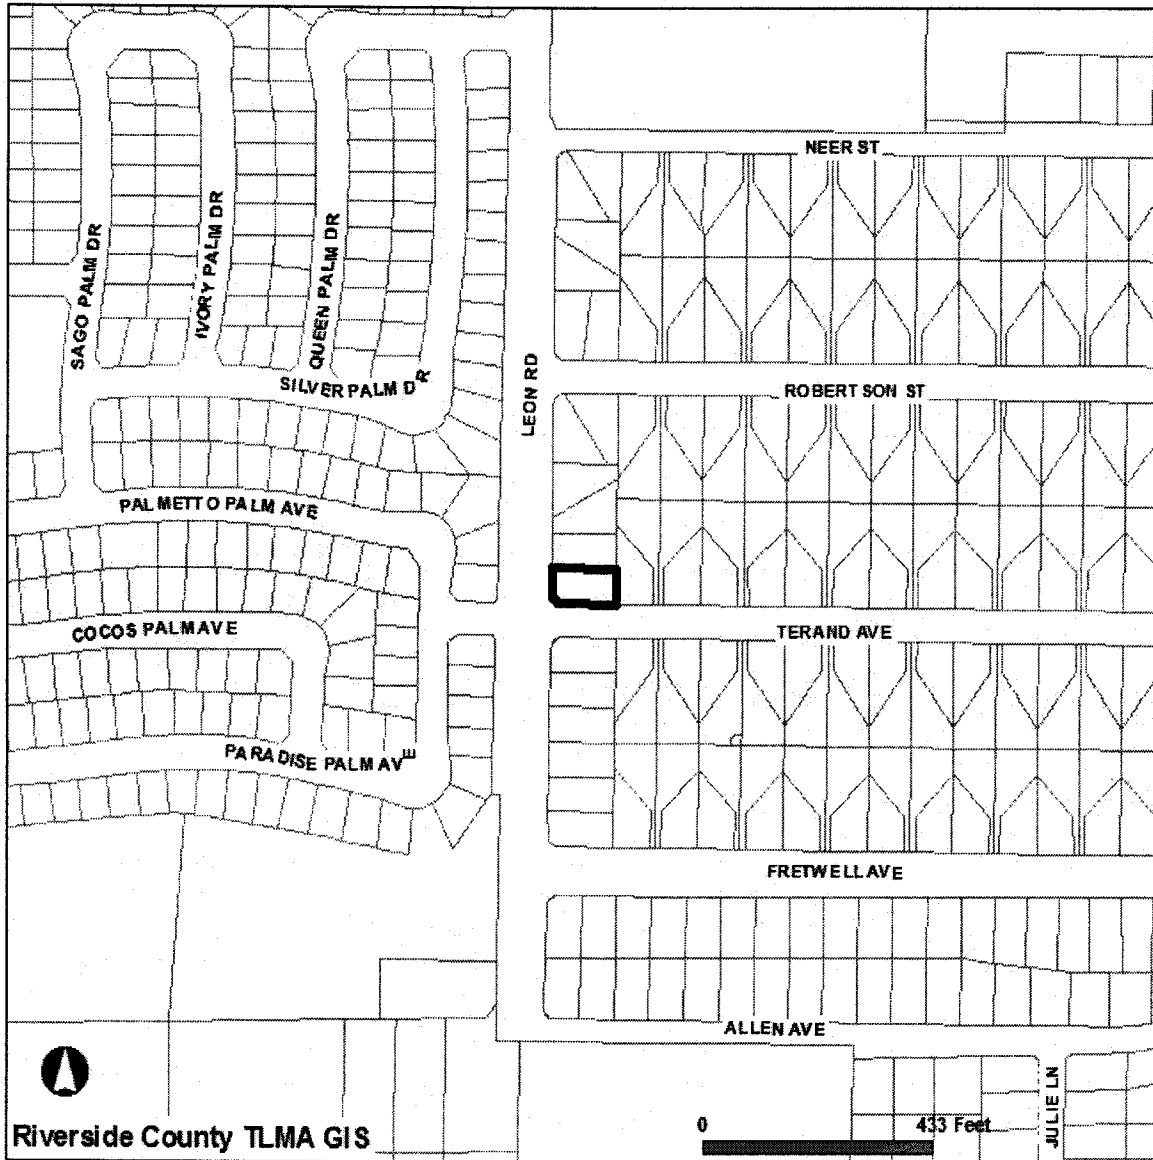 NEER ST
SAGO PALM DR
IVORY PALM DR
QUEEN PALM DR
SILVER PALM DR
LEON RD
ROBERTSON ST
PALMETTO PALM AVE
COCOS PALM AVE
TERAND AVE
PARADISE PALM AVE
FRETWELL AVE
ALLEN AVE
JULIE LN
Riverside County TLMA GIS
0 433 Feet